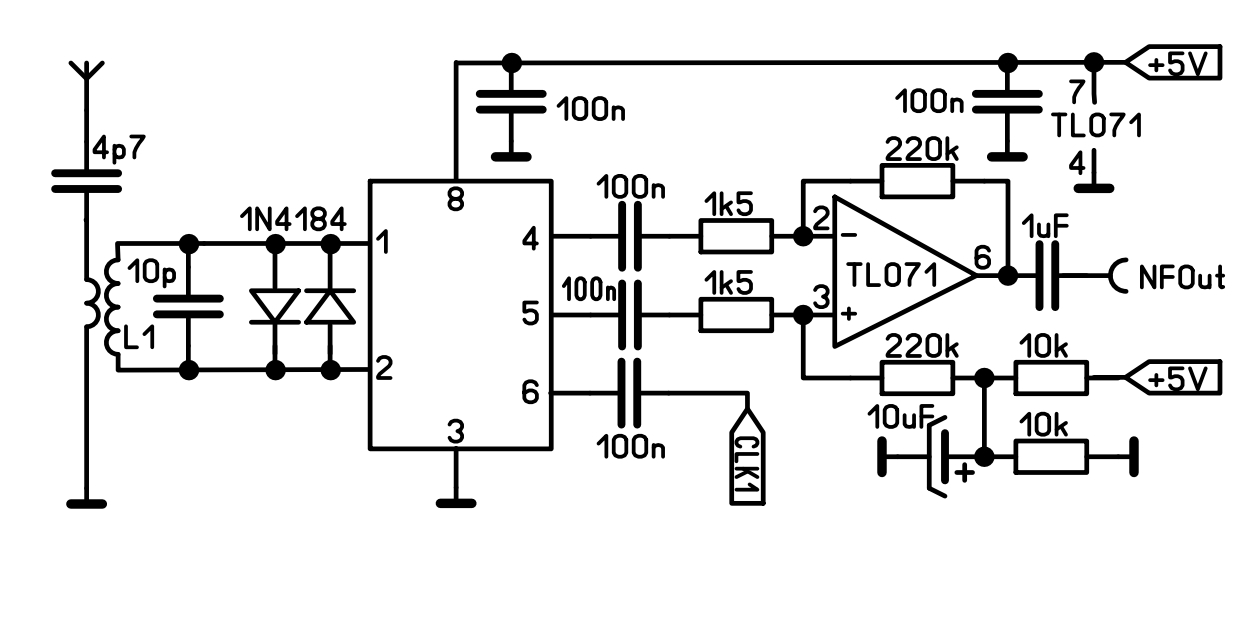 +5V
100n
100n
7
TL071
4
4p7
220k
8
100n
1k5
1N4184
1
4
2
-
6
1uF
10p
TL071
NFOut
100n
1k5
5
3
+
L1
220k
10k
+5V
2
6
10uF
10k
3
100n
CLK1
+